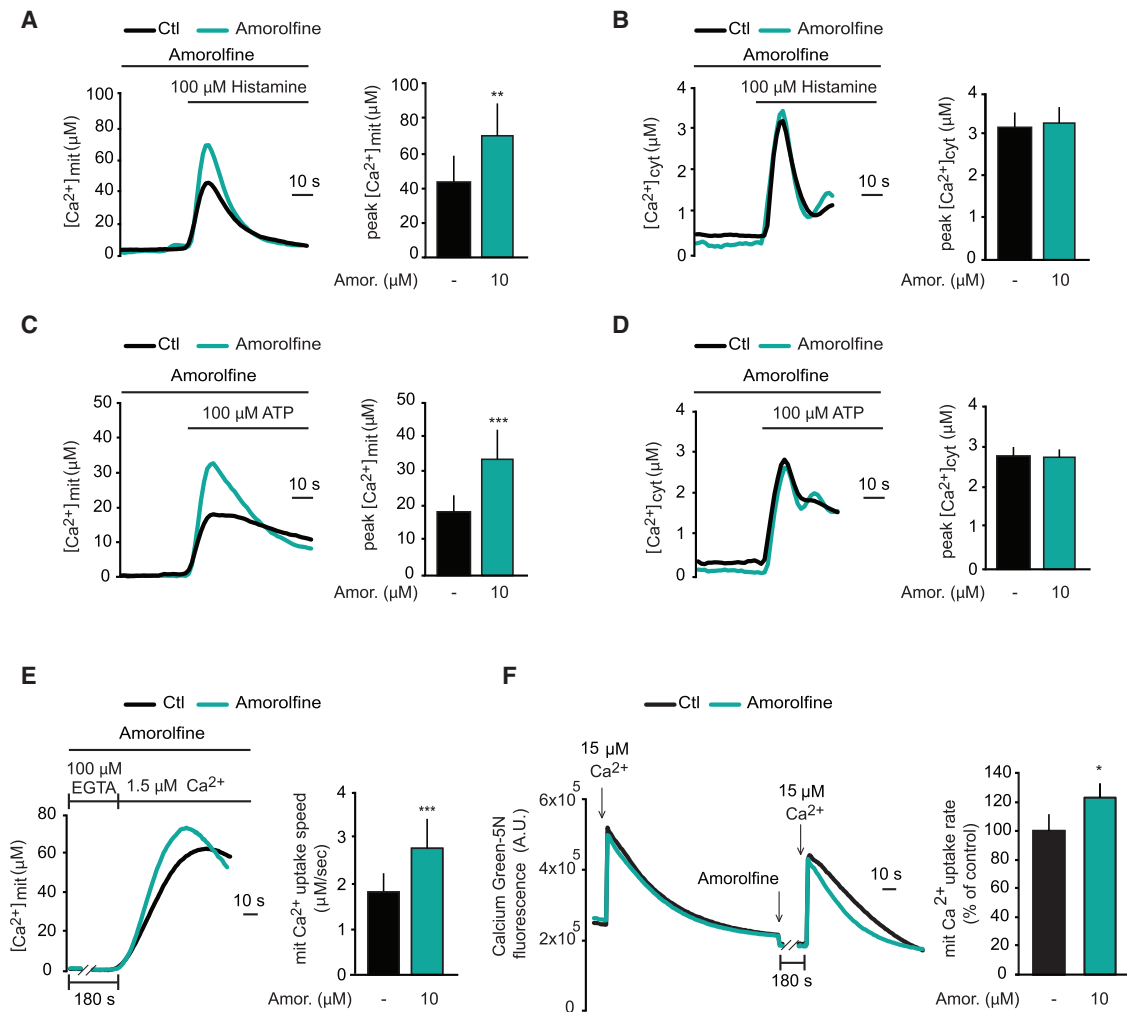 A
Ctl Amorolfine
Amorolfine
100 µM Histamine
[Ca2+]mit (µM)
100
80
60
40
20
0
10 s
peak [Ca2+]mit (µM)
100
80
60
40
20
0
**
Amor. (µM) - 10
B
Ctl Amorolfine
Amorolfine
100 µM Histamine
[Ca2+]cyt (µM)
4
3
2
1
0
10 s
peak [Ca2+]cyt (µM)
4
3
2
1
0
Amor. (µM) - 10
C
Ctl Amorolfine
Amorolfine
100 µM ATP
[Ca2+]mit (µM)
50
40
30
20
10
0
10 s
peak [Ca2+]mit (µM)
50
40
30
20
10
0
***
Amor. (µM) - 10
D
Ctl Amorolfine
Amorolfine
100 µM ATP
[Ca2+]cyt (µM)
4
3
2
1
0
10 s
peak [Ca2+]cyt (µM)
4
3
2
1
0
Amor. (µM) - 10
E
Ctl Amorolfine
Amorolfine
100 µM
EGTA 1.5 µM Ca2+
[Ca2+]mit (µM)
80
60
40
20
0
10 s
180 s
mit Ca2+ uptake speed
(µM/sec)
4
3
2
1
0
***
Amor. (µM) - 10
F
Ctl Amorolfine
15 µM
Ca2+
15 µM
Ca2+
Calcium Green-5N
fluorescence (A.U.)
6x10 5
4x10 5
2x10 5
0
Amorolfine
10 s
180 s
mit Ca2+ uptake rate
(% of control)
140
120
100
80
60
40
20
0
*
Amor. (µM) - 10